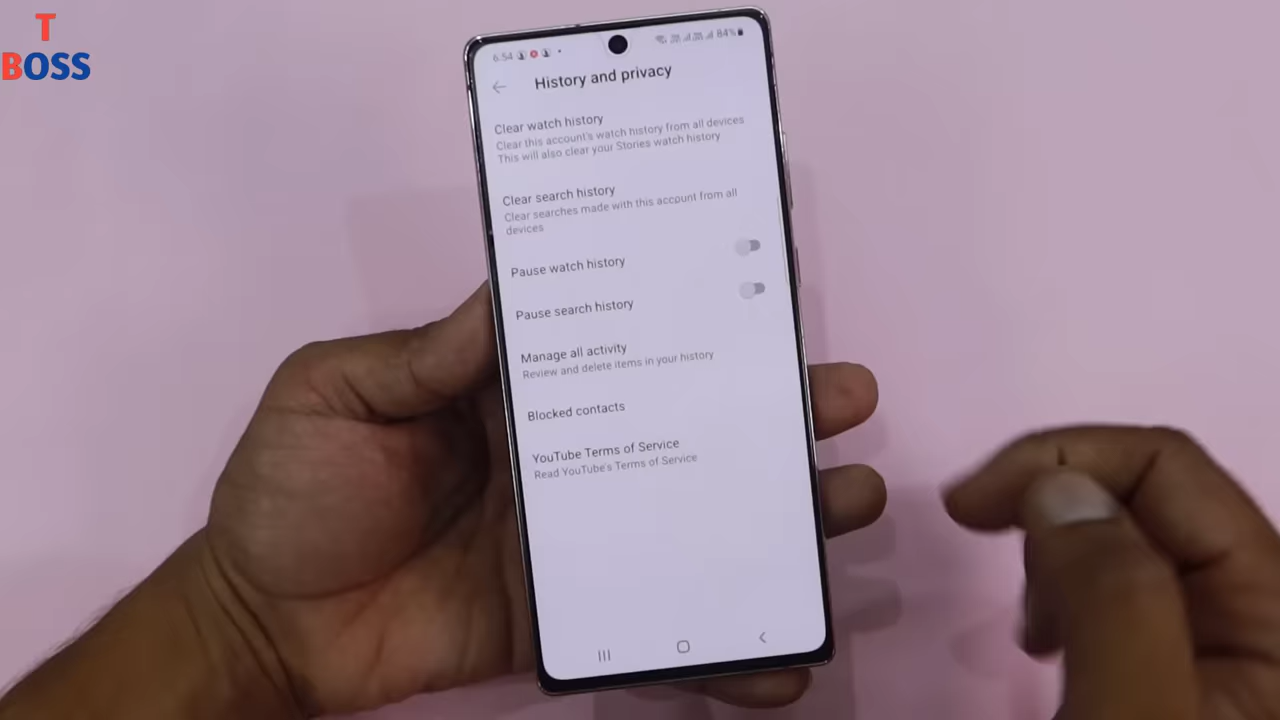 T
BOSS
6:54
84%
History and privacy
Clear watch history
Clear this account's watch history from all devices
This will also clear your Stories watch history
Clear search history
Clear searches made with this account from all
devices
Pause watch history
Pause search history
Manage all activity
Review and delete items in your history
Blocked contacts
YouTube Terms of Service
Read YouTube's Terms of Service